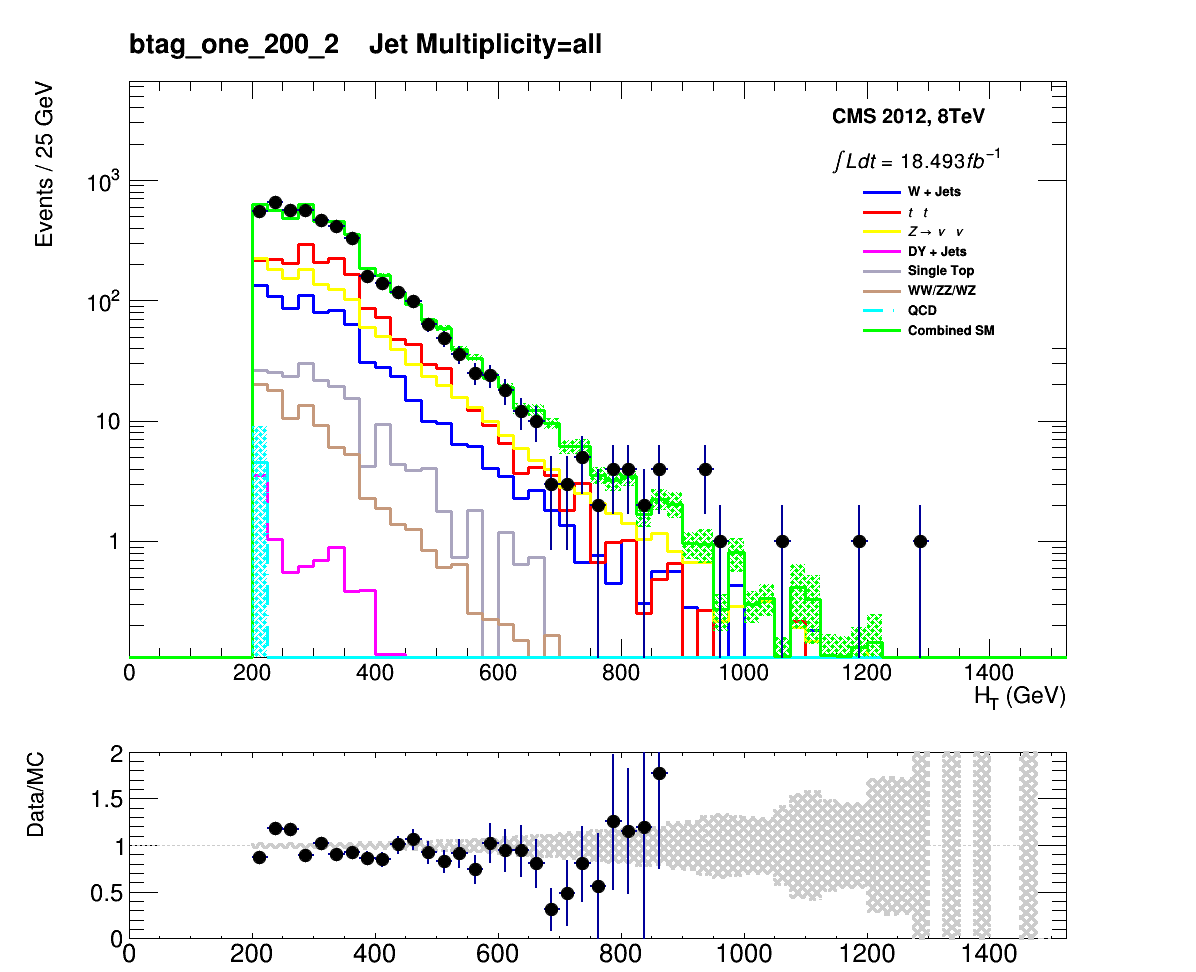 btag_one_200_2 Jet Multiplicity=all
Events / 25 GeV
10³
10²
10
1
CMS 2012, 8TeV
∫Ldt = 18.493fb⁻¹
W + Jets
t t
Z→ ν ν
DY + Jets
Single Top
WW/ZZ/WZ
QCD
Combined SM
0 200 400 600 800 1000 1200 1400
H_T (GeV)
Data/MC
2
1.5
1
0.5
0
0 200 400 600 800 1000 1200 1400